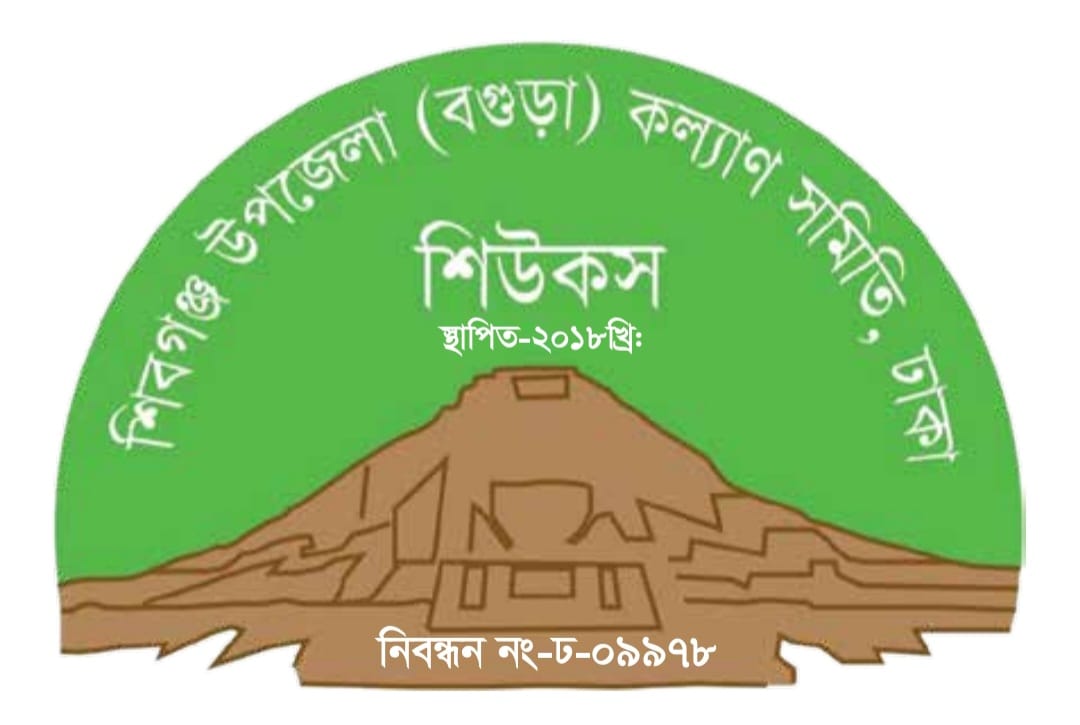 শিবগঞ্জ উপজেলা (বগুড়া) কল্যাণ সমিতি, ঢাকা
শিউকস
স্থাপিত-২০১৮খ্রিঃ
নিবন্ধন নং-ঢ-০৯৯৭৮